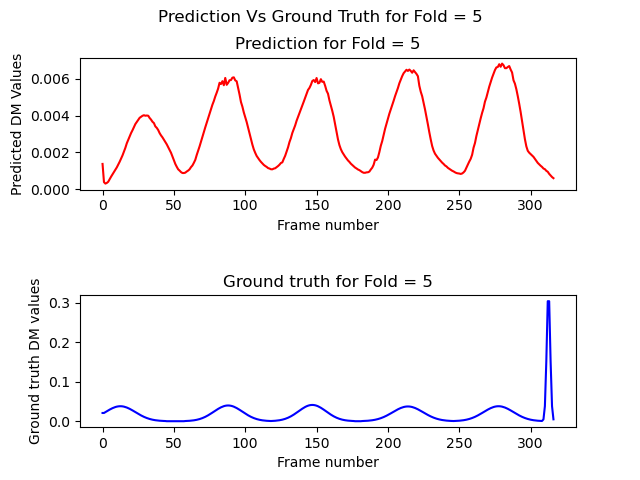 Prediction Vs Ground Truth for Fold = 5
Prediction for Fold = 5
Predicted DM Values
0.006
0.004
0.002
0.000
0 50 100 150 200 250 300
Frame number
Ground truth for Fold = 5
Ground truth DM values
0.3
0.2
0.1
0.0
0 50 100 150 200 250 300
Frame number